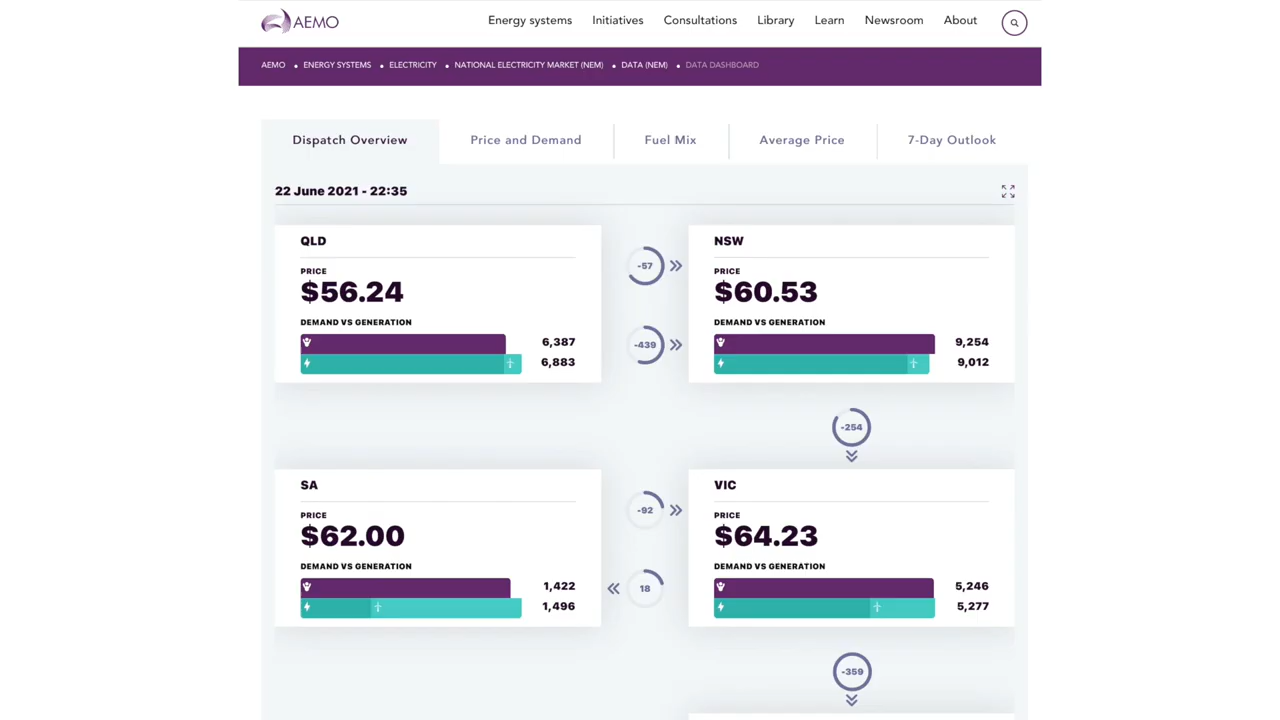 AEMO
Energy systems Initiatives Consultations Library Learn Newsroom About
AEMO • ENERGY SYSTEMS • ELECTRICITY • NATIONAL ELECTRICITY MARKET (NEM) • DATA (NEM) • DATA DASHBOARD
Dispatch Overview Price and Demand Fuel Mix Average Price 7-Day Outlook
22 June 2021 - 22:35
QLD
PRICE
$56.24
DEMAND VS GENERATION
6,387
6,883
-57
-439
NSW
PRICE
$60.53
DEMAND VS GENERATION
9,254
9,012
-254
SA
PRICE
$62.00
DEMAND VS GENERATION
1,422
1,496
-92
18
VIC
PRICE
$64.23
DEMAND VS GENERATION
5,246
5,277
-359